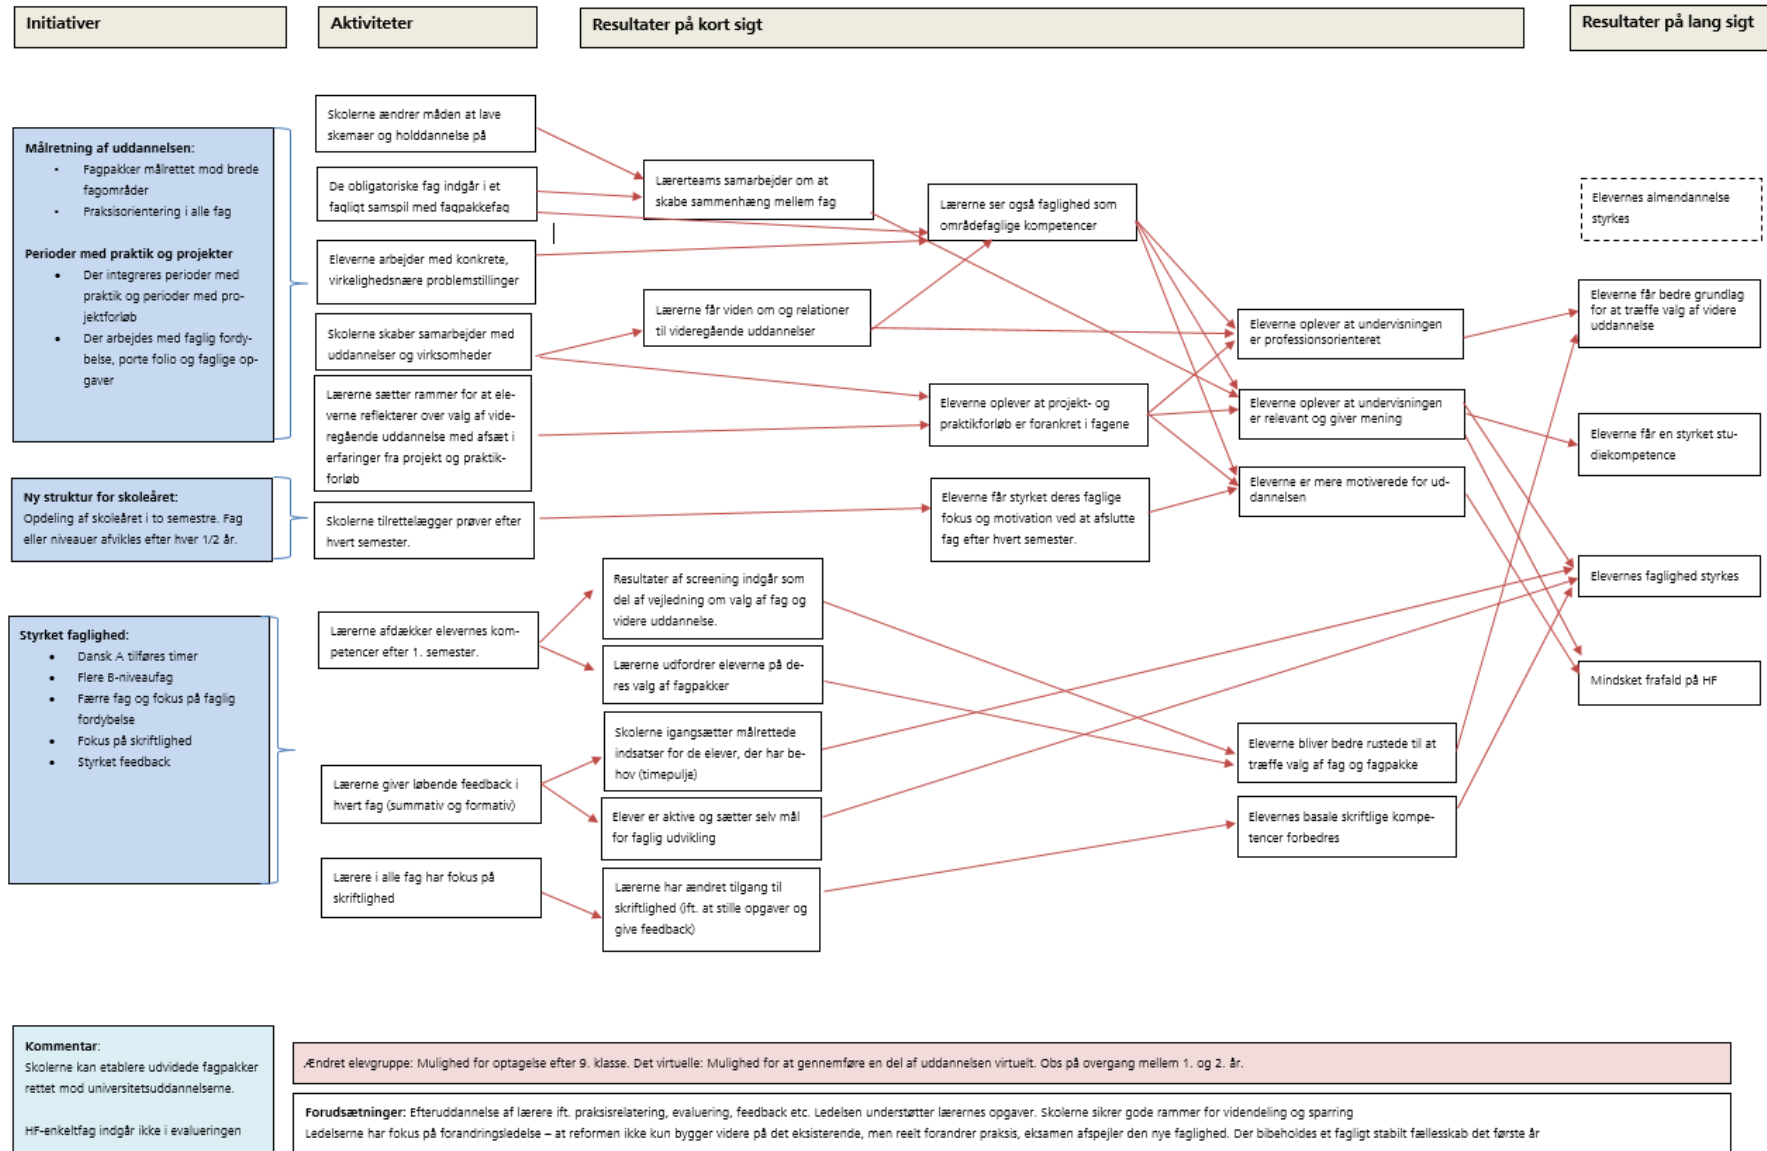 Initiativer
Aktiviteter
Resultater på kort sigt
Resultater på lang sigt
Målretning af uddannelsen:
Fagpakker målrettet mod brede
fagområder
Praksisorientering i alle fag
Perioder med praktik og projekter
Der integreres perioder med
praktik og perioder med pro-
jektforløb
Der arbejdes med faglig fordy-
belse, porte folio og faglige op-
gaver
Ny struktur for skoleåret:
Opdeling af skoleåret i to semestre. Fag
eller niveauer afvikles efter hver 1/2 år.
Styrket faglighed:
Dansk A tilføres timer
Flere B-niveaufag
Færre fag og fokus på faglig
fordybelse
Fokus på skriftlighed
Styrket feedback
Skolerne ændrer måden at lave
skemaer og holddannelse på
De obligatoriske fag indgår i et
fagligt samspil med fagpakkefag
Eleverne arbejder med konkrete,
virkelighedsnære problemstillinger
Skolerne skaber samarbejder med
uddannelser og virksomheder
Lærerne sætter rammer for at ele-
verne reflekterer over valg af vide-
regående uddannelse med afsæt i
erfaringer fra projekt og praktik-
forløb
Skolerne tilrettelægger prøver efter
hvert semester.
Lærerne afdækker elevernes kom-
petencer efter 1. semester.
Lærerne giver løbende feedback i
hvert fag (summativ og formativ)
Lærere i alle fag har fokus på
skriftlighed
Lærerteams samarbejder om at
skabe sammenhæng mellem fag
Lærerne får viden om og relationer
til videregående uddannelser
Resultater af screening indgår som
del af vejledning om valg af fag og
videre uddannelse.
Lærerne udfordrer eleverne på de-
res valg af fagpakker
Skolerne igangsætter målrettede
indsatser for de elever, der har be-
hov (timepulje)
Elever er aktive og sætter selv mål
for faglig udvikling
Lærerne har ændret tilgang til
skriftlighed (ift. at stille opgaver og
give feedback)
Lærerne ser også faglighed som
områdefaglige kompetencer
Eleverne oplever at projekt- og
praktikforløb er forankret i fagene
Eleverne får styrket deres faglige
fokus og motivation ved at afslutte
fag efter hvert semester.
Eleverne oplever at undervisningen
er professionsorienteret
Eleverne oplever at undervisningen
er relevant og giver mening
Eleverne er mere motiverede for ud-
dannelsen
Eleverne bliver bedre rustede til at
træffe valg af fag og fagpakke
Elevernes basale skriftlige kompe-
tencer forbedres
Elevernes almendannelse
styrkes
Eleverne får bedre grundlag
for at træffe valg af videre
uddannelse
Eleverne får en styrket stu-
diekompetence
Elevernes faglighed styrkes
Mindsket frafald på HF
Kommentar:
Skolerne kan etablere udvidede fagpakker
rettet mod universitetsuddannelserne.
HF-enkeltfag indgår ikke i evalueringen
Ændret elevgruppe: Mulighed for optagelse efter 9. klasse. Det virtuelle: Mulighed for at gennemføre en del af uddannelsen virtuelt. Obs på overgang mellem 1. og 2. år.
Forudsætninger: Efteruddannelse af lærere ift. praksisrelatering, evaluering, feedback etc. Ledelsen understøtter lærernes opgaver. Skolerne sikrer gode rammer for videndeling og sparring
Ledelserne har fokus på forandringsledelse – at reformen ikke kun bygger videre på det eksisterende, men reelt forandrer praksis, eksamen afspejler den nye faglighed. Der bibeholdes et fagligt stabilt fællesskab det første år